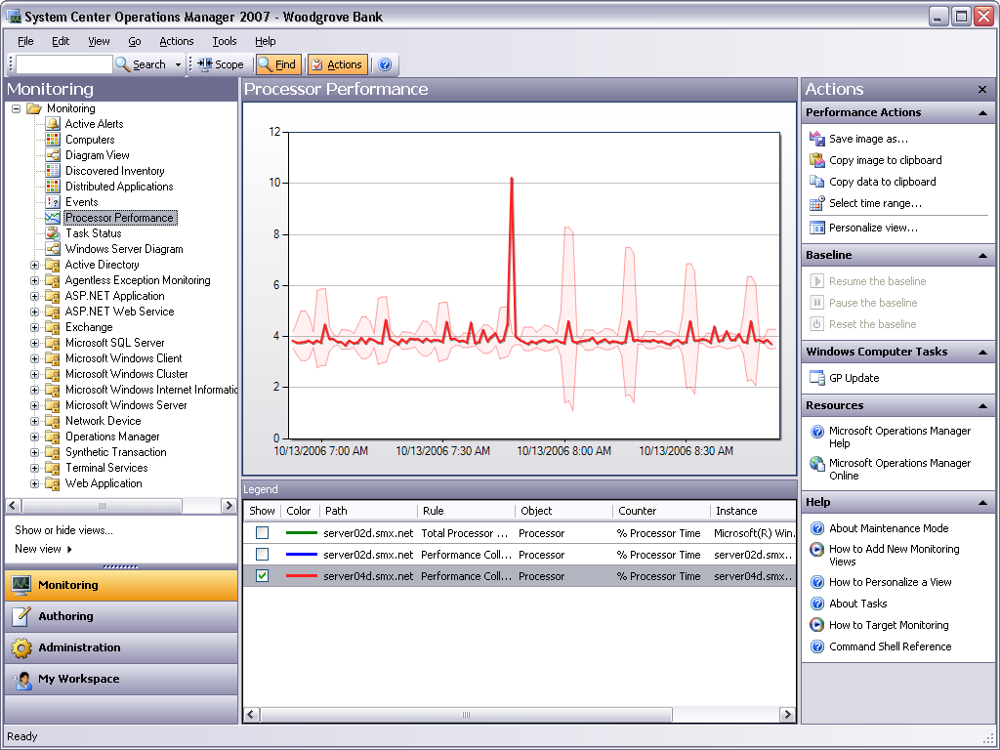 System Center Operations Manager 2007 - Woodgrove Bank
File Edit View Go Actions Tools Help
Search Scope Find Actions
Monitoring
Monitoring
Active Alerts
Computers
Diagram View
Discovered Inventory
Distributed Applications
Events
Processor Performance
Task Status
Windows Server Diagram
Active Directory
Agentless Exception Monitoring
ASP.NET Application
ASP.NET Web Service
Exchange
Microsoft SQL Server
Microsoft Windows Client
Microsoft Windows Cluster
Microsoft Windows Internet Informatic
Microsoft Windows Server
Network Device
Operations Manager
Synthetic Transaction
Terminal Services
Web Application
Show or hide views...
New view
Monitoring
Authoring
Administration
My Workspace
Ready
Processor Performance
12
10
8
6
4
2
0
10/13/2006 7:00 AM 10/13/2006 7:30 AM 10/13/2006 8:00 AM 10/13/2006 8:30 AM
Legend
Show Color Path Rule Object Counter Instance
server02d.smx.net Total Processor ... Processor % Processor Time Microsoft(R) Win...
server02d.smx.net Performance Coll... Processor % Processor Time server02d.smx...
server04d.smx.net Performance Coll... Processor % Processor Time server04d.smx...
Actions
Performance Actions
Save image as...
Copy image to clipboard
Copy data to clipboard
Select time range...
Personalize view...
Baseline
Resume the baseline
Pause the baseline
Reset the baseline
Windows Computer Tasks
GP Update
Resources
Microsoft Operations Manager
Help
Microsoft Operations Manager
Online
Help
About Maintenance Mode
How to Add New Monitoring
Views
How to Personalize a View
About Tasks
How to Target Monitoring
Command Shell Reference